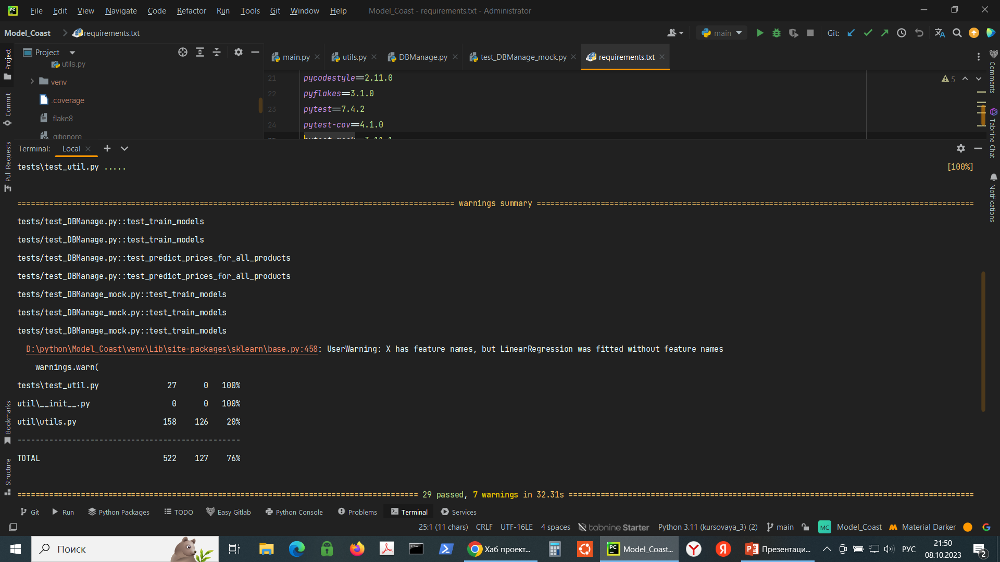 File Edit View Navigate Code Refactor Run Tools Git Window Help Model_Coast - requirements.txt - Administrator
Model_Coast requirements.txt main Git:
Project
main.py utils.py DBManage.py test_DBManage_mock.py requirements.txt
utils.py
venv
.coverage
.flake8
.gitignore
21 pycodestyle==2.11.0
22 pyflakes==3.1.0
23 pytest==7.4.2
24 pytest-cov==4.1.0
25 pytest-mock==3.11.1
5
Project
Commit
Pull Requests
Bookmarks
Structure
Comments
Tabnine Chat
Notifications
Terminal: Local
tests\test_util.py ..... [100%]
warnings summary
tests/test_DBManage.py::test_train_models
tests/test_DBManage.py::test_train_models
tests/test_DBManage.py::test_predict_prices_for_all_products
tests/test_DBManage.py::test_predict_prices_for_all_products
tests/test_DBManage_mock.py::test_train_models
tests/test_DBManage_mock.py::test_train_models
tests/test_DBManage_mock.py::test_train_models
D:\python\Model_Coast\venv\Lib\site-packages\sklearn\base.py:458: UserWarning: X has feature names, but LinearRegression was fitted without feature names
warnings.warn(
tests\test_util.py 27 0 100%
util\__init__.py 0 0 100%
util\utils.py 158 126 20%
-------------------------------------------------
TOTAL 522 127 76%
29 passed, 7 warnings in 32.31s
Git Run Python Packages TODO Easy Gitlab Python Console Problems Terminal Services
25:1 (11 chars) CRLF UTF-16LE 4 spaces tabnine Starter Python 3.11 (kursovaya_3) (2) main MC Model_Coast Material Darker
Поиск
Хаб проект... Model_Coast... Презентаци... РУС
21:50
08.10.2023
2